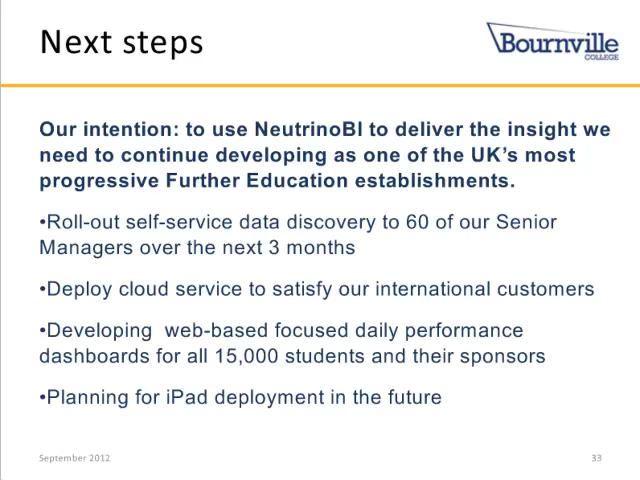 Next steps
Bournville
COLLEGE
Our intention: to use NeutrinoBI to deliver the insight we
need to continue developing as one of the UK’s most
progressive Further Education establishments.
•Roll-out self-service data discovery to 60 of our Senior
Managers over the next 3 months
•Deploy cloud service to satisfy our international customers
•Developing  web-based focused daily performance
dashboards for all 15,000 students and their sponsors
•Planning for iPad deployment in the future
September 2012
33